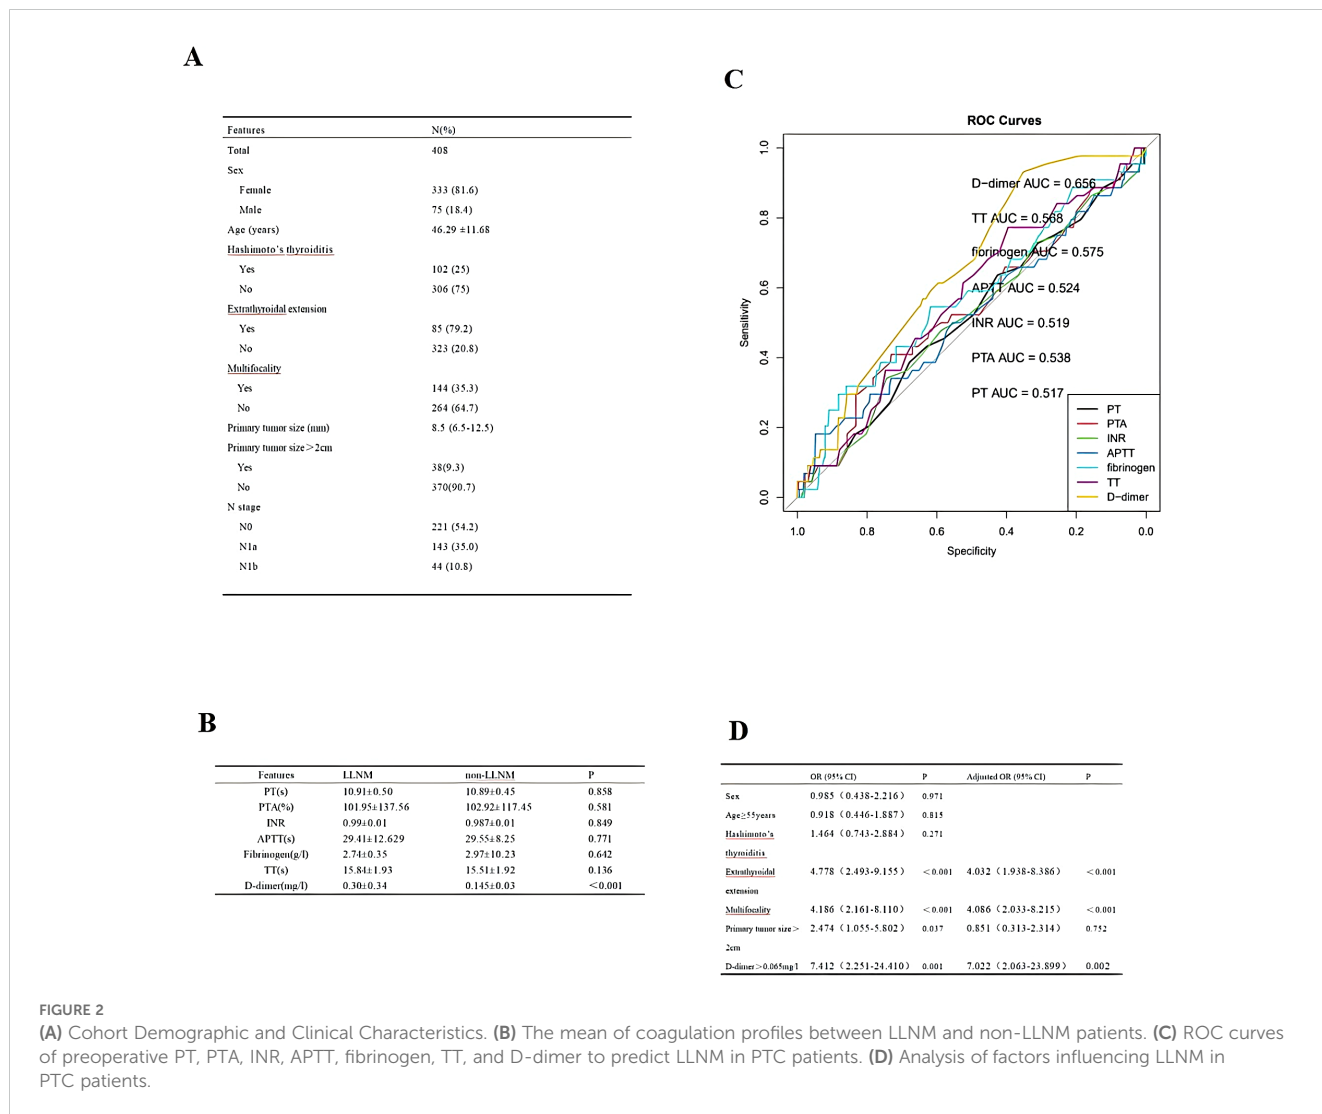 A
Features N(%)
Total 408
Sex
Female 333 (81.6)
Male 75 (18.4)
Age (years) 46.29 ±11.68
Hashimoto's thyroiditis
Yes 102 (25)
No 306 (75)
Extrathyroidal extension
Yes 85 (79.2)
No 323 (20.8)
Multifocality
Yes 144 (35.3)
No 264 (64.7)
Primary tumor size (mm) 8.5 (6.5-12.5)
Primary tumor size＞2cm
Yes 38(9.3)
No 370(90.7)
N stage
N0 221 (54.2)
N1a 143 (35.0)
N1b 44 (10.8)
C
ROC Curves
Sensitivity
1.0
0.8
0.6
0.4
0.2
0.0
D-dimer AUC = 0.656
TT AUC = 0.568
fibrinogen AUC = 0.575
APTT AUC = 0.524
INR AUC = 0.519
PTA AUC = 0.538
PT AUC = 0.517
PT
PTA
INR
APTT
fibrinogen
TT
D-dimer
1.0 0.8 0.6 0.4 0.2 0.0
Specificity
B
Features LLNM non-LLNM P
PT(s) 10.91±0.50 10.89±0.45 0.858
PTA(%) 101.95±137.56 102.92±117.45 0.581
INR 0.99±0.01 0.987±0.01 0.849
APTT(s) 29.41±12.629 29.55±8.25 0.771
Fibrinogen(g/l) 2.74±0.35 2.97±10.23 0.642
TT(s) 15.84±1.93 15.51±1.92 0.136
D-dimer(mg/l) 0.30±0.34 0.145±0.03 ＜0.001
D
OR (95% CI) P Adjusted OR (95% CI) P
Sex 0.985（0.438-2.216） 0.971
Age≥55years 0.918（0.446-1.887） 0.815
Hashimoto's 1.464（0.743-2.884） 0.271
thyroiditis
Extrathyroidal 4.778（2.493-9.155） ＜0.001 4.032（1.938-8.386） ＜0.001
extension
Multifocality 4.186（2.161-8.110） ＜0.001 4.086（2.033-8.215） ＜0.001
Primary tumor size＞ 2.474（1.055-5.802） 0.037 0.851（0.313-2.314） 0.752
2cm
D-dimer＞0.065mg/l 7.412（2.251-24.410） 0.001 7.022（2.063-23.899） 0.002
FIGURE 2
(A) Cohort Demographic and Clinical Characteristics. (B) The mean of coagulation profiles between LLNM and non-LLNM patients. (C) ROC curves
of preoperative PT, PTA, INR, APTT, fibrinogen, TT, and D-dimer to predict LLNM in PTC patients. (D) Analysis of factors influencing LLNM in
PTC patients.